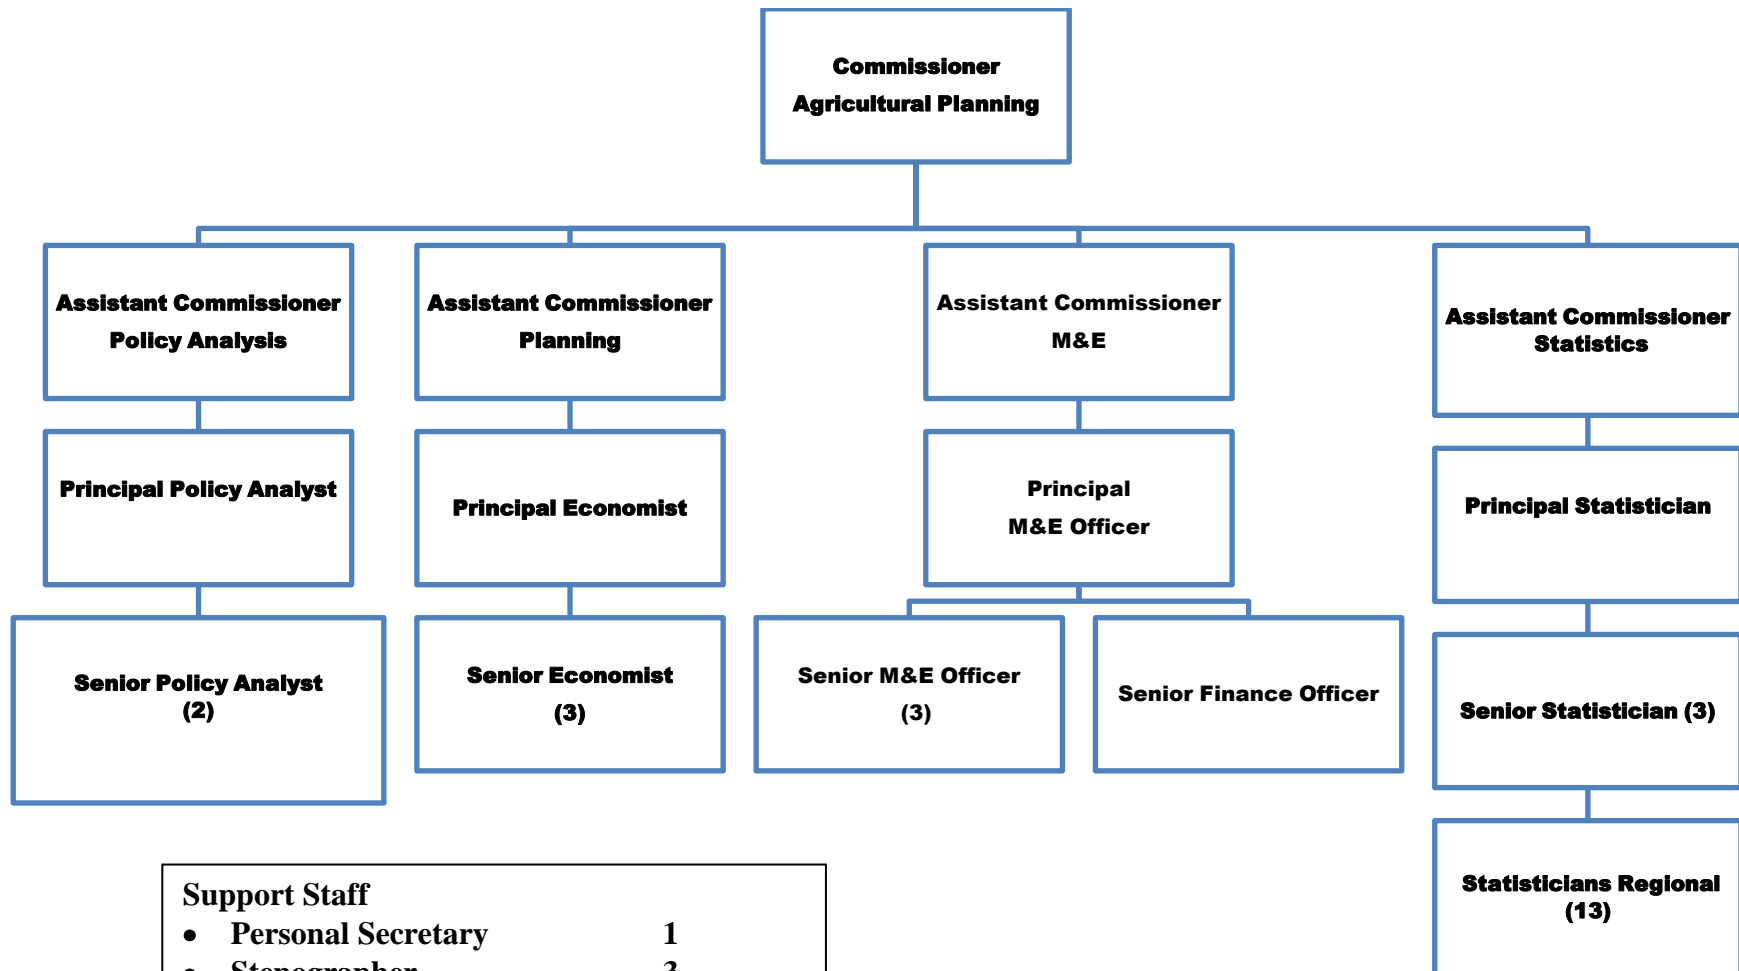 Commissioner
Agricultural Planning
Assistant Commissioner
Policy Analysis
Assistant Commissioner
Planning
Assistant Commissioner
M&E
Assistant Commissioner
Statistics
Principal Policy Analyst
Principal Economist
Principal
M&E Officer
Principal Statistician
Senior Policy Analyst
(2)
Senior Economist
(3)
Senior M&E Officer
(3)
Senior Finance Officer
Senior Statistician (3)
Statisticians Regional
(13)
Support Staff
• Personal Secretary 1
• Stenographer 3